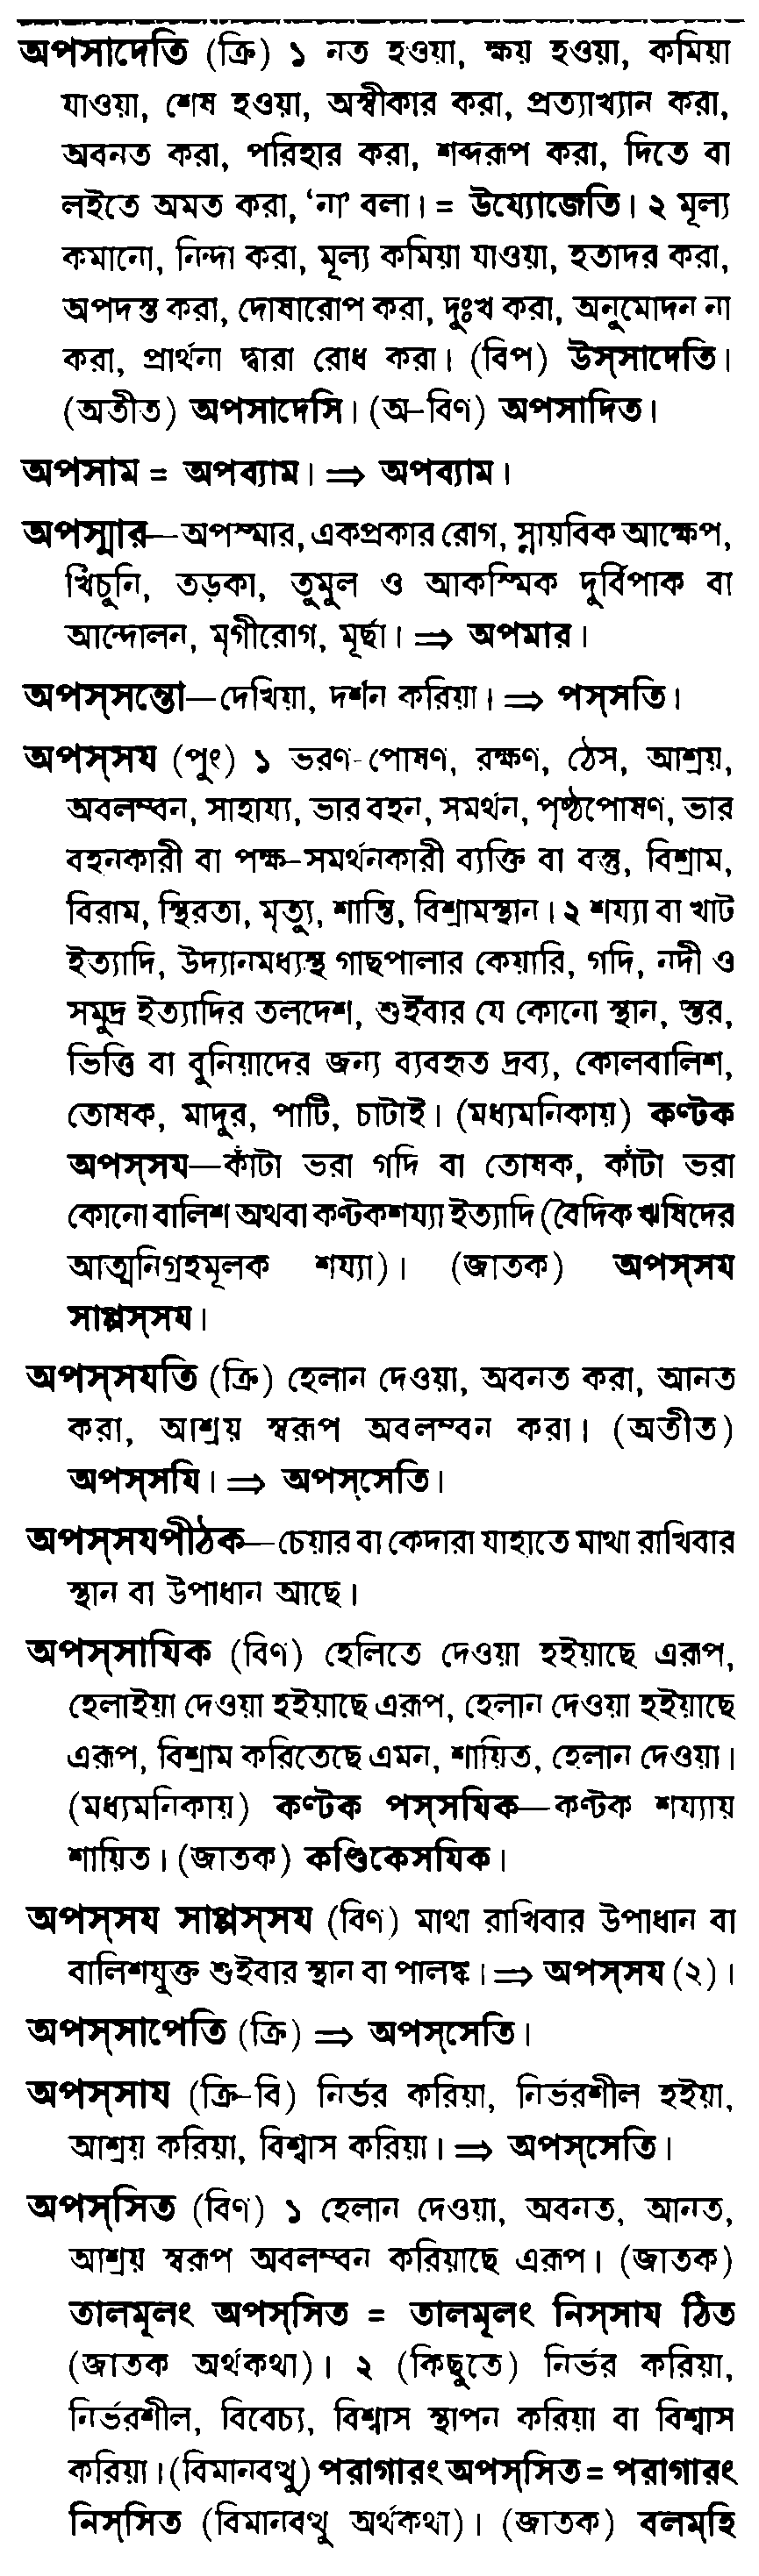 অপসাদেতি (ক্রি) ১ নত হওয়া, ক্ষয় হওয়া, কমিয়া
যাওয়া, শেষ হওয়া, অস্বীকার করা, প্রত্যাখ্যান করা,
অবনত করা, পরিহার করা, শব্দরূপ করা, দিতে বা
লইতে অমত করা, 'না' বলা। = উয্যোজেতি। ২ মূল্য
কমানো, নিন্দা করা, মূল্য কমিয়া যাওয়া, হতাদর করা,
অপদস্ত করা, দোষারোপ করা, দুঃখ করা, অনুমোদন না
করা, প্রার্থনা দ্বারা রোধ করা। (বিপ) উস্‌সাদেতি।
(অতীত) অপসাদেসি। (অ-বিণ) অপসাদিত।
অপসাম = অপব্যাম। ⇒ অপব্যাম।
অপস্মার—অপস্মার, একপ্রকার রোগ, স্নায়বিক আক্ষেপ,
খিঁচুনি, তড়কা, তুমুল ও আকস্মিক দুর্বিপাক বা
আন্দোলন, মৃগীরোগ, মূর্ছা। ⇒ অপমার।
অপস্‌সন্তো—দেখিয়া, দর্শন করিয়া। ⇒ পস্‌সতি।
অপস্‌সয (পুং) ১ ভরণ-পোষণ, রক্ষণ, ঠেস, আশ্রয়,
অবলম্বন, সাহায্য, ভার বহন, সমর্থন, পৃষ্ঠপোষণ, ভার
বহনকারী বা পক্ষ-সমর্থনকারী ব্যক্তি বা বস্তু, বিশ্রাম,
বিরাম, স্থিরতা, মৃত্যু, শান্তি, বিশ্রামস্থান। ২ শয্যা বা খাট
ইত্যাদি, উদ্যানমধ্যস্থ গাছপালার কেয়ারি, গদি, নদী ও
সমুদ্র ইত্যাদির তলদেশ, শুইবার যে কোনো স্থান, স্তর,
ভিত্তি বা বুনিয়াদের জন্য ব্যবহৃত দ্রব্য, কোলবালিশ,
তোষক, মাদুর, পাটি, চাটাই। (মধ্যমনিকায়) কণ্টক
অপস্‌সয—কাঁটা ভরা গদি বা তোষক, কাঁটা ভরা
কোনো বালিশ অথবা কণ্টকশয্যা ইত্যাদি (বৈদিক ঋষিদের
আত্মনিগ্রহমূলক শয্যা)। (জাতক) অপস্‌সয
সাপ্পস্‌সয।
অপস্‌সযতি (ক্রি) হেলান দেওয়া, অবনত করা, আনত
করা, আশ্রয় স্বরূপ অবলম্বন করা। (অতীত)
অপস্‌সযি। ⇒ অপস্‌সেতি।
অপস্‌সযপীঠক—চেয়ার বা কেদারা যাহাতে মাথা রাখিবার
স্থান বা উপাধান আছে।
অপস্‌সাযিক (বিণ) হেলিতে দেওয়া হইয়াছে এরূপ,
হেলাইয়া দেওয়া হইয়াছে এরূপ, হেলান দেওয়া হইয়াছে
এরূপ, বিশ্রাম করিতেছে এমন, শায়িত, হেলান দেওয়া।
(মধ্যমনিকায়) কণ্টক পস্‌সযিক—কণ্টক শয্যায়
শায়িত। (জাতক) কণ্ডিকেসযিক।
অপস্‌সয সাপ্পস্‌সয (বিণ) মাথা রাখিবার উপাধান বা
বালিশযুক্ত শুইবার স্থান বা পালঙ্ক। ⇒ অপস্‌সয (২)।
অপস্‌সাপেতি (ক্রি) ⇒ অপস্‌সেতি।
অপস্‌সায (ক্রি-বি) নির্ভর করিয়া, নির্ভরশীল হইয়া,
আশ্রয় করিয়া, বিশ্বাস করিয়া। ⇒ অপস্‌সেতি।
অপস্‌সিত (বিণ) ১ হেলান দেওয়া, অবনত, আনত,
আশ্রয় স্বরূপ অবলম্বন করিয়াছে এরূপ। (জাতক)
তালমূলং অপস্‌সিত = তালমূলং নিস্‌সায ঠিত
(জাতক অর্থকথা)। ২ (কিছুতে) নির্ভর করিয়া,
নির্ভরশীল, বিবেচ্য, বিশ্বাস স্থাপন করিয়া বা বিশ্বাস
করিয়া। (বিমানবত্থু) পরাগারং অপস্‌সিত = পরাগারং
নিস্‌সিত (বিমানবত্থু অর্থকথা)। (জাতক) বলম্‌হি